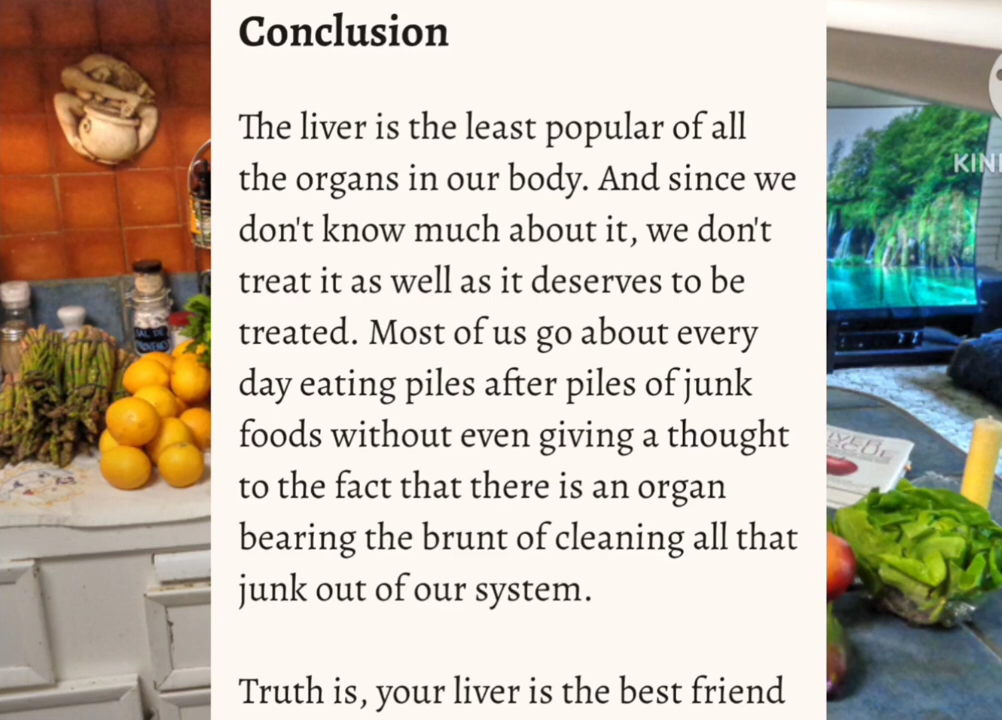 Conclusion
The liver is the least popular of all
the organs in our body. And since we
don't know much about it, we don't
treat it as well as it deserves to be
treated. Most of us go about every
day eating piles after piles of junk
foods without even giving a thought
to the fact that there is an organ
bearing the brunt of cleaning all that
junk out of our system.
Truth is, your liver is the best friend
KIN